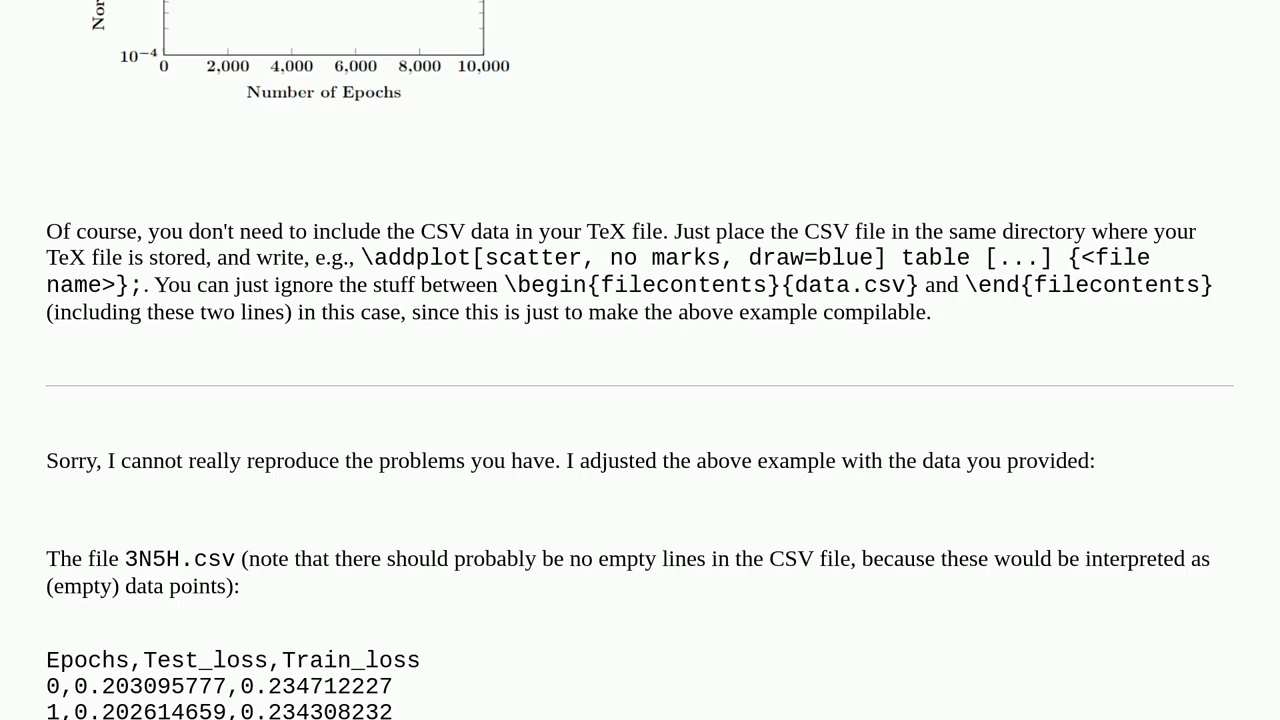 Nor
10−4
0 2,000 4,000 6,000 8,000 10,000
Number of Epochs
Of course, you don't need to include the CSV data in your TeX file. Just place the CSV file in the same directory where your
TeX file is stored, and write, e.g., \addplot[scatter, no marks, draw=blue] table [...] {<file
name>};. You can just ignore the stuff between \begin{filecontents}{data.csv} and \end{filecontents}
(including these two lines) in this case, since this is just to make the above example compilable.
Sorry, I cannot really reproduce the problems you have. I adjusted the above example with the data you provided:
The file 3N5H.csv (note that there should probably be no empty lines in the CSV file, because these would be interpreted as
(empty) data points):
Epochs,Test_loss,Train_loss
0,0.203095777,0.234712227
1,0.202614659,0.234308232